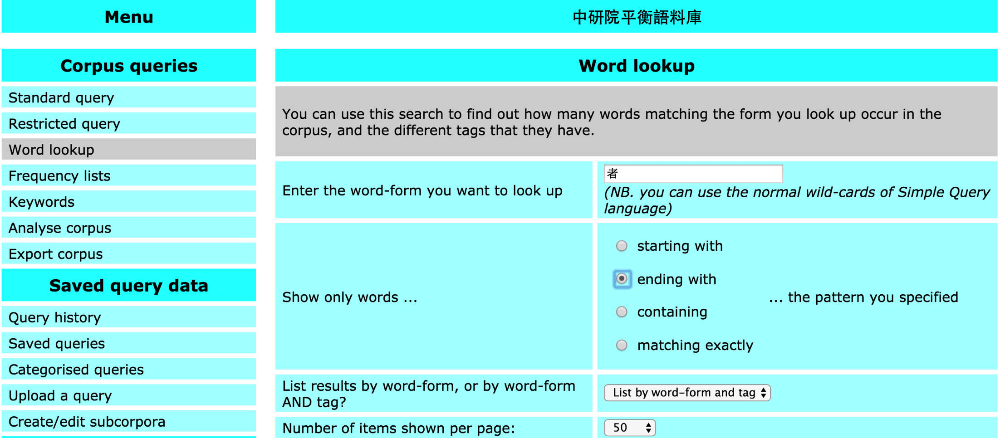 Menu
中研院平衡語料庫
Corpus queries
Standard query
Restricted query
Word lookup
Frequency lists
Keywords
Analyse corpus
Export corpus
Saved query data
Query history
Saved queries
Categorised queries
Upload a query
Create/edit subcorpora
Word lookup
You can use this search to find out how many words matching the form you look up occur in the
corpus, and the different tags that they have.
Enter the word-form you want to look up
者
(NB. you can use the normal wild-cards of Simple Query
language)
Show only words ...
starting with
ending with
containing
matching exactly
... the pattern you specified
List results by word-form, or by word-form
AND tag?
List by word-form and tag
Number of items shown per page:
50